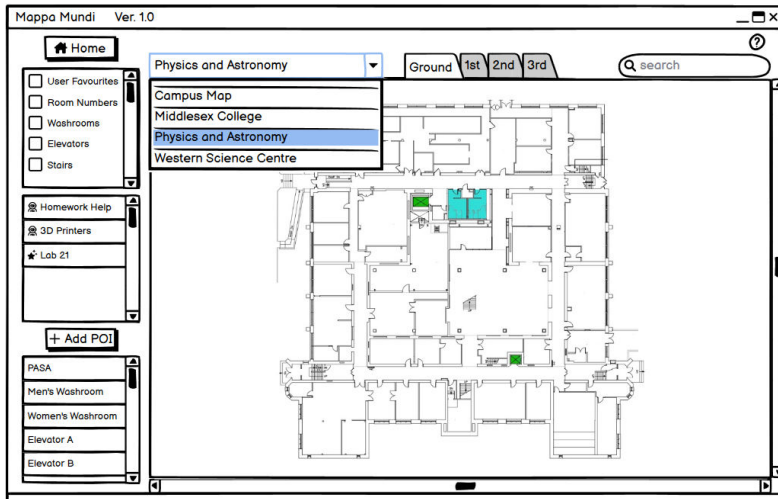 Mappa Mundi Ver. 1.0
Home
?
Physics and Astronomy
Ground 1st 2nd 3rd
search
Campus Map
Middlesex College
Physics and Astronomy
Western Science Centre
User Favourites
Room Numbers
Washrooms
Elevators
Stairs
Homework Help
3D Printers
Lab 21
+ Add POI
PASA
Men's Washroom
Women's Washroom
Elevator A
Elevator B